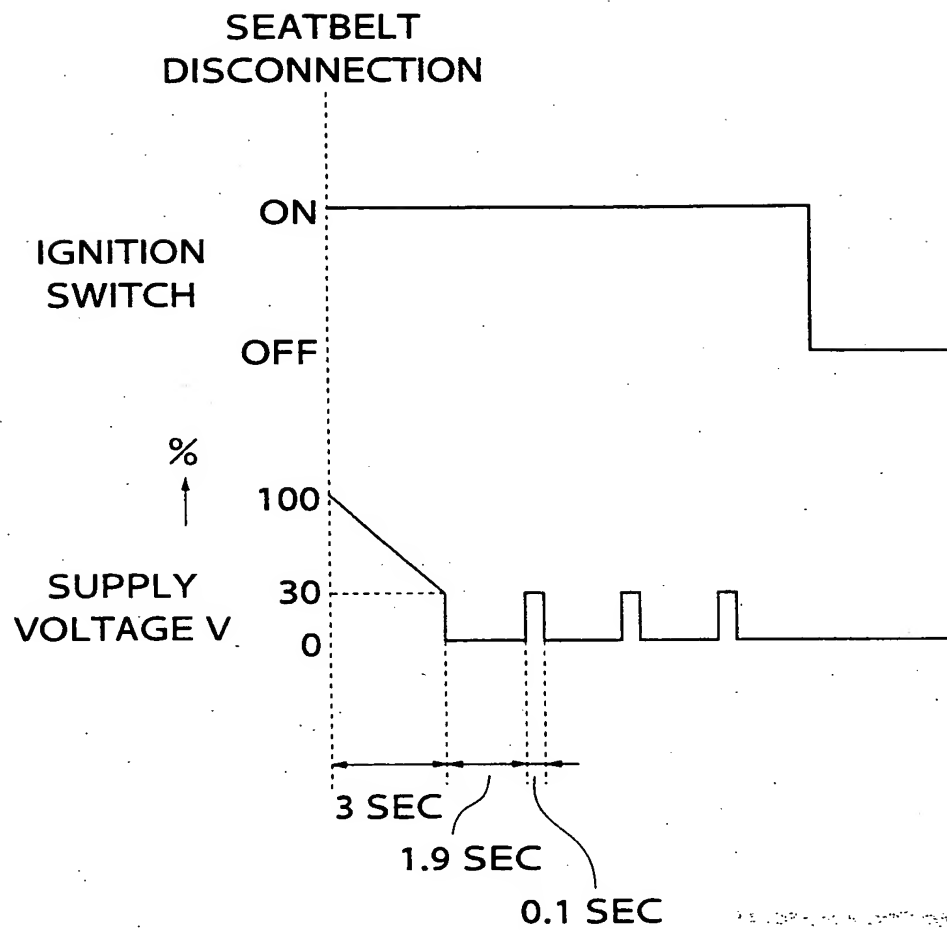 SEATBELT
DISCONNECTION
ON
IGNITION
SWITCH
OFF
%
100
30
SUPPLY
VOLTAGE V
0
3 SEC
1.9 SEC
0.1 SEC